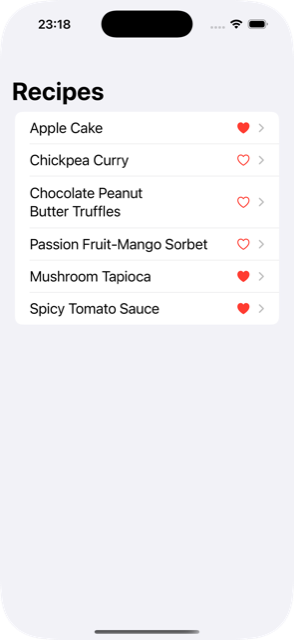 23:18
Recipes
Apple Cake
Chickpea Curry
Chocolate Peanut
Butter Truffles
Passion Fruit-Mango Sorbet
Mushroom Tapioca
Spicy Tomato Sauce